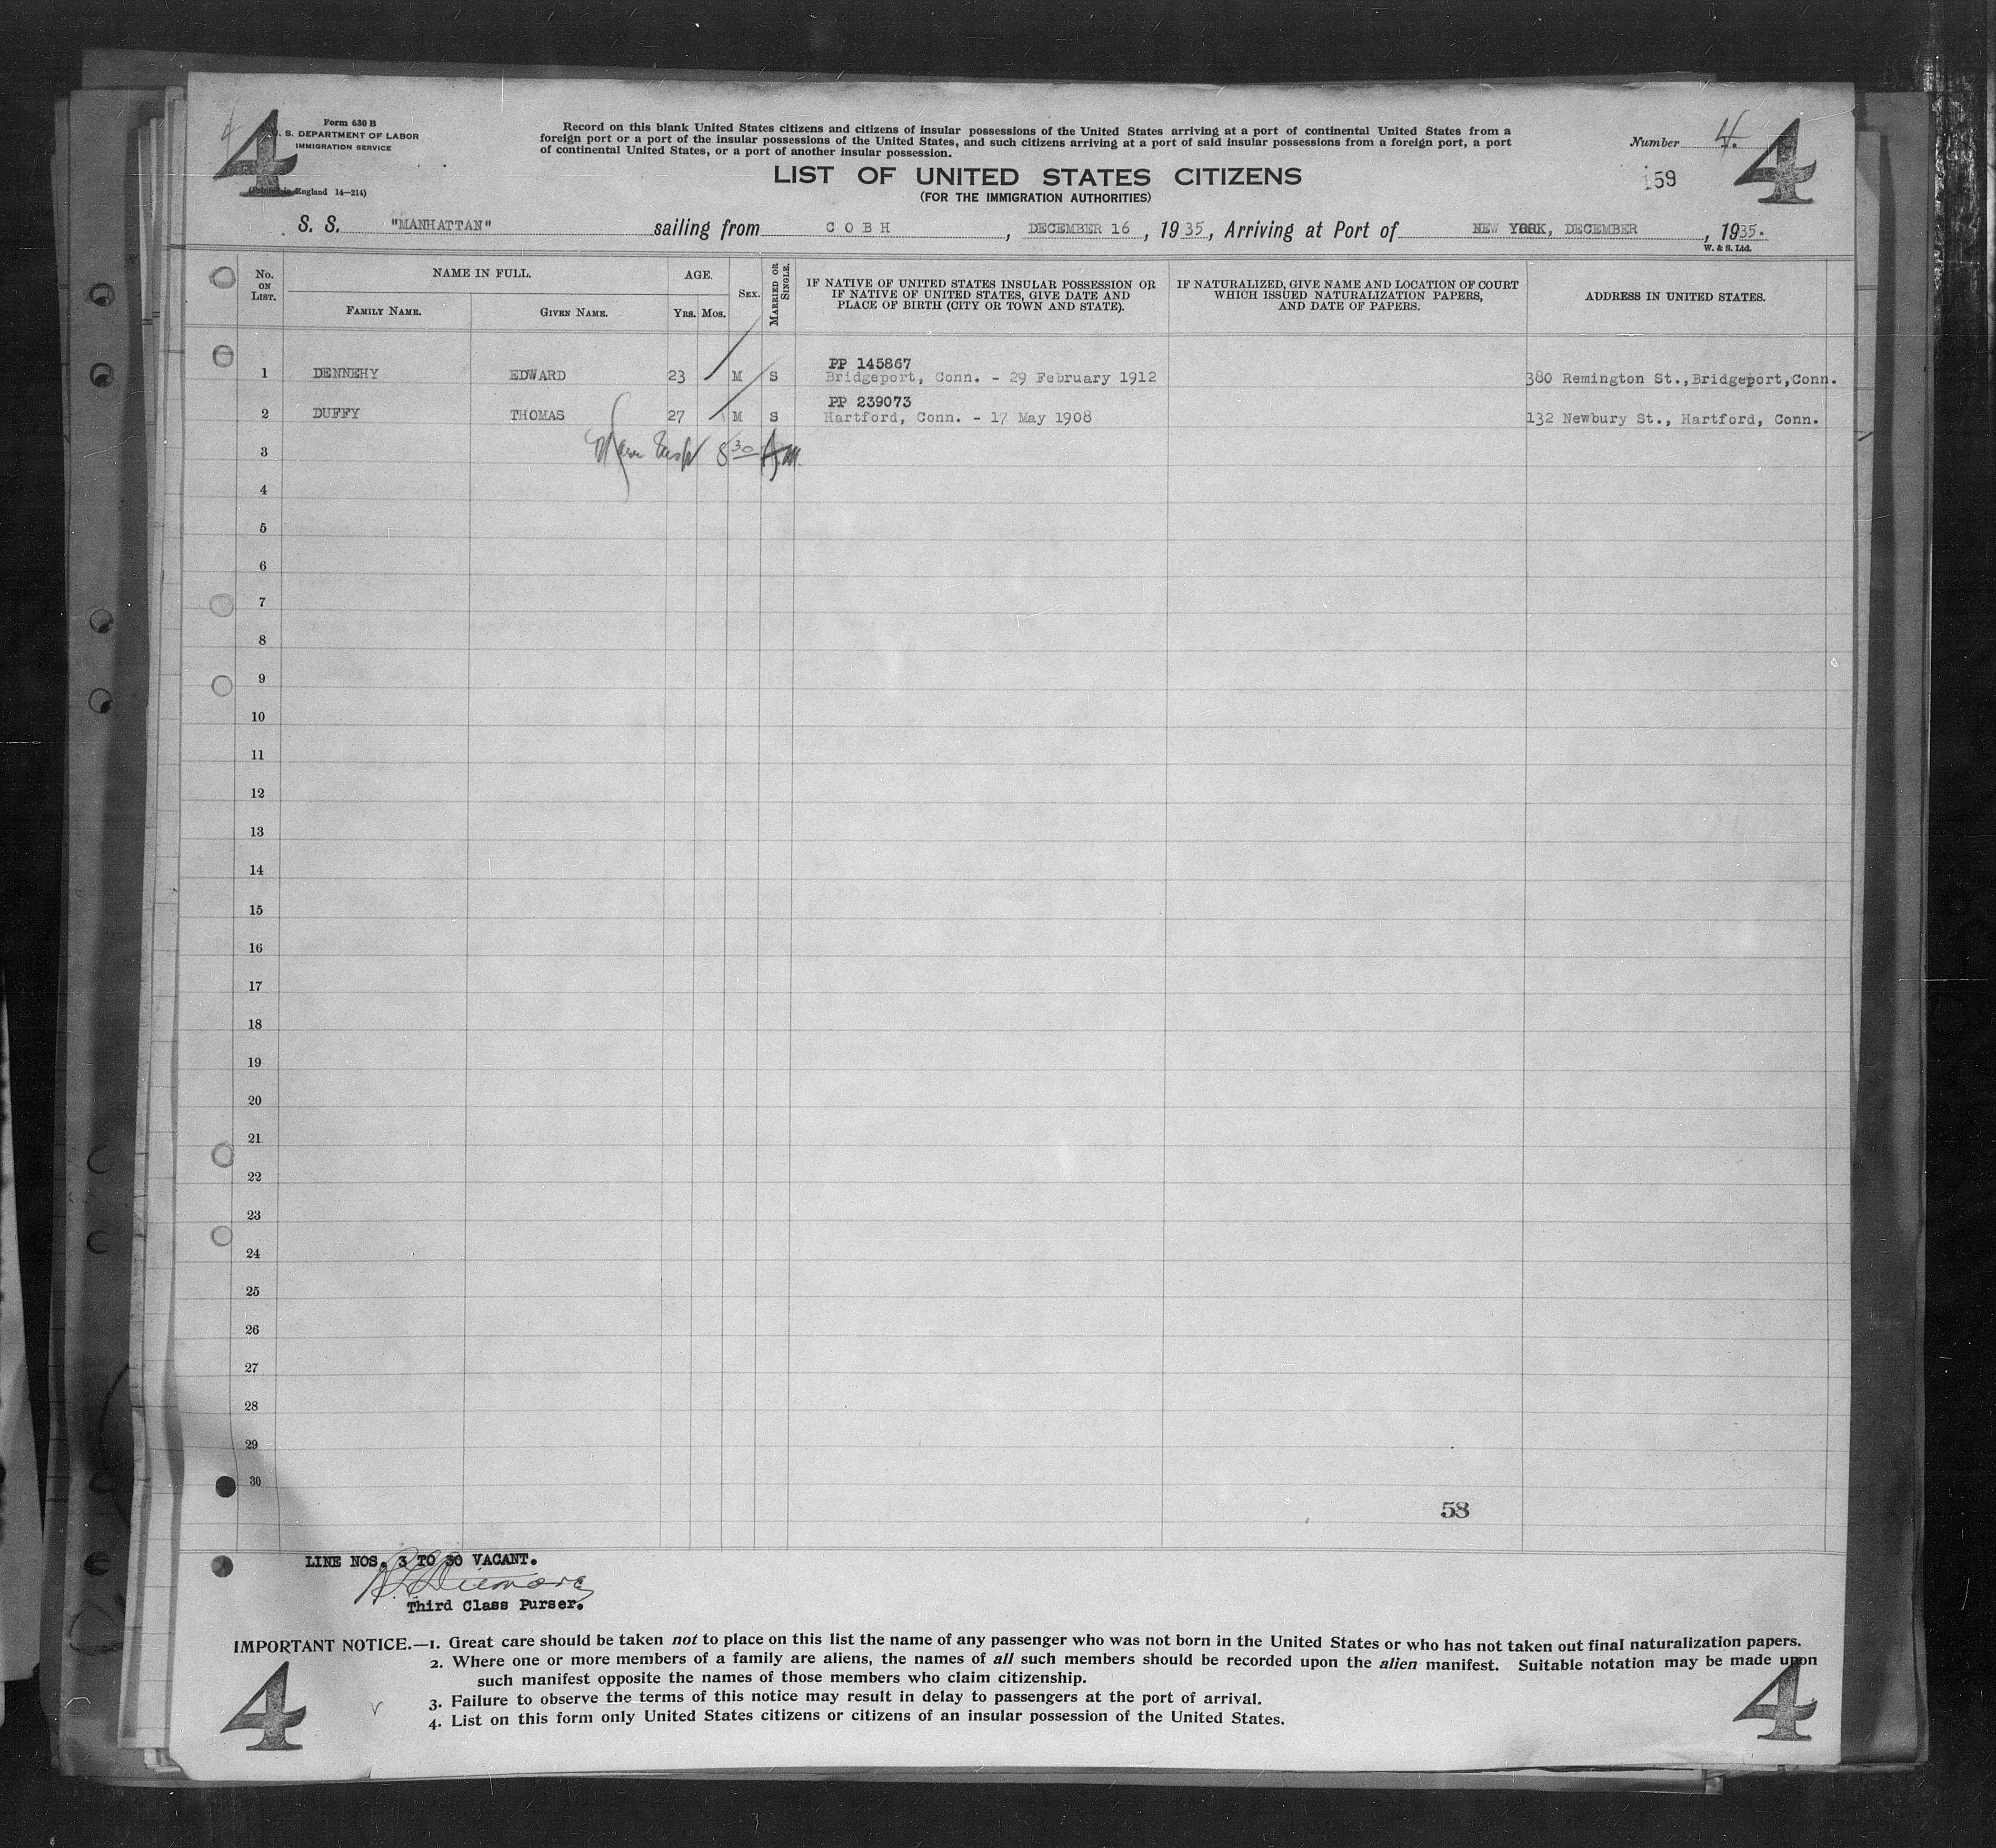 4
Form 630 B
U. S. DEPARTMENT OF LABOR
IMMIGRATION SERVICE
England 14—214)
4
Record on this blank United States citizens and citizens of insular possessions of the United States arriving at a port of continental United States from a
foreign port or a port of the insular possessions of the United States, and such citizens arriving at a port of said insular possessions from a foreign port, a port
of continental United States, or a port of another insular possession.
Number 4.
4
159
LIST OF UNITED STATES CITIZENS
(FOR THE IMMIGRATION AUTHORITIES)
S. S. "MANHATTAN" sailing from COBH, DECEMBER 16, 1935, Arriving at Port of NEW YORK, DECEMBER, 1935.
W. & S. Ltd.
No. ON LIST. NAME IN FULL. FAMILY NAME. GIVEN NAME. AGE. YRS. MOS. SEX. MARRIED OR SINGLE. IF NATIVE OF UNITED STATES INSULAR POSSESSION OR IF NATIVE OF UNITED STATES, GIVE DATE AND PLACE OF BIRTH (CITY OR TOWN AND STATE). IF NATURALIZED, GIVE NAME AND LOCATION OF COURT WHICH ISSUED NATURALIZATION PAPERS, AND DATE OF PAPERS. ADDRESS IN UNITED STATES.
PP 145867
1 DENNEHY EDWARD 23 M S Bridgeport, Conn. - 29 February 1912 380 Remington St.,Bridgeport,Conn.
PP 239073
2 DUFFY THOMAS 27 M S Hartford, Conn. - 17 May 1908 132 Newbury St., Hartford, Conn.
3 8 30 AM.
4
5
6
7
8
9
10
11
12
13
14
15
16
17
18
19
20
21
22
23
24
25
26
27
28
29
30
58
LINE NOS. 3 TO 30 VACANT.
Third Class Purser.
IMPORTANT NOTICE.—1. Great care should be taken not to place on this list the name of any passenger who was not born in the United States or who has not taken out final naturalization papers.
2. Where one or more members of a family are aliens, the names of all such members should be recorded upon the alien manifest. Suitable notation may be made upon
such manifest opposite the names of those members who claim citizenship.
3. Failure to observe the terms of this notice may result in delay to passengers at the port of arrival.
4. List on this form only United States citizens or citizens of an insular possession of the United States.
4
4